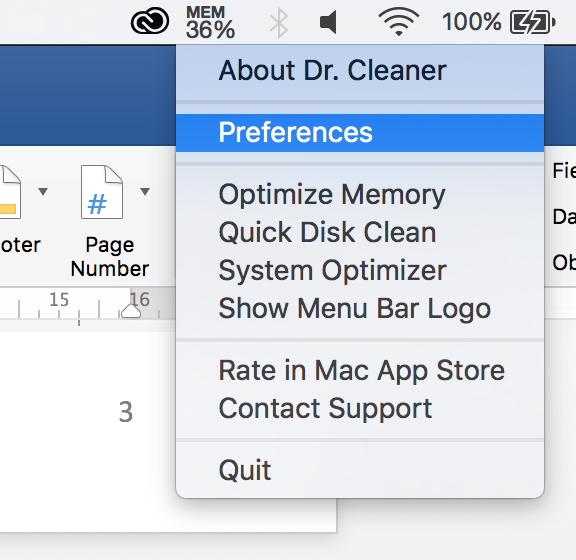 MEM
36%
100%
About Dr. Cleaner
Preferences
Optimize Memory
Quick Disk Clean
System Optimizer
Show Menu Bar Logo
Rate in Mac App Store
Contact Support
Quit
oter
Page
Number
#
Fie
Da
Ob
15
16
3